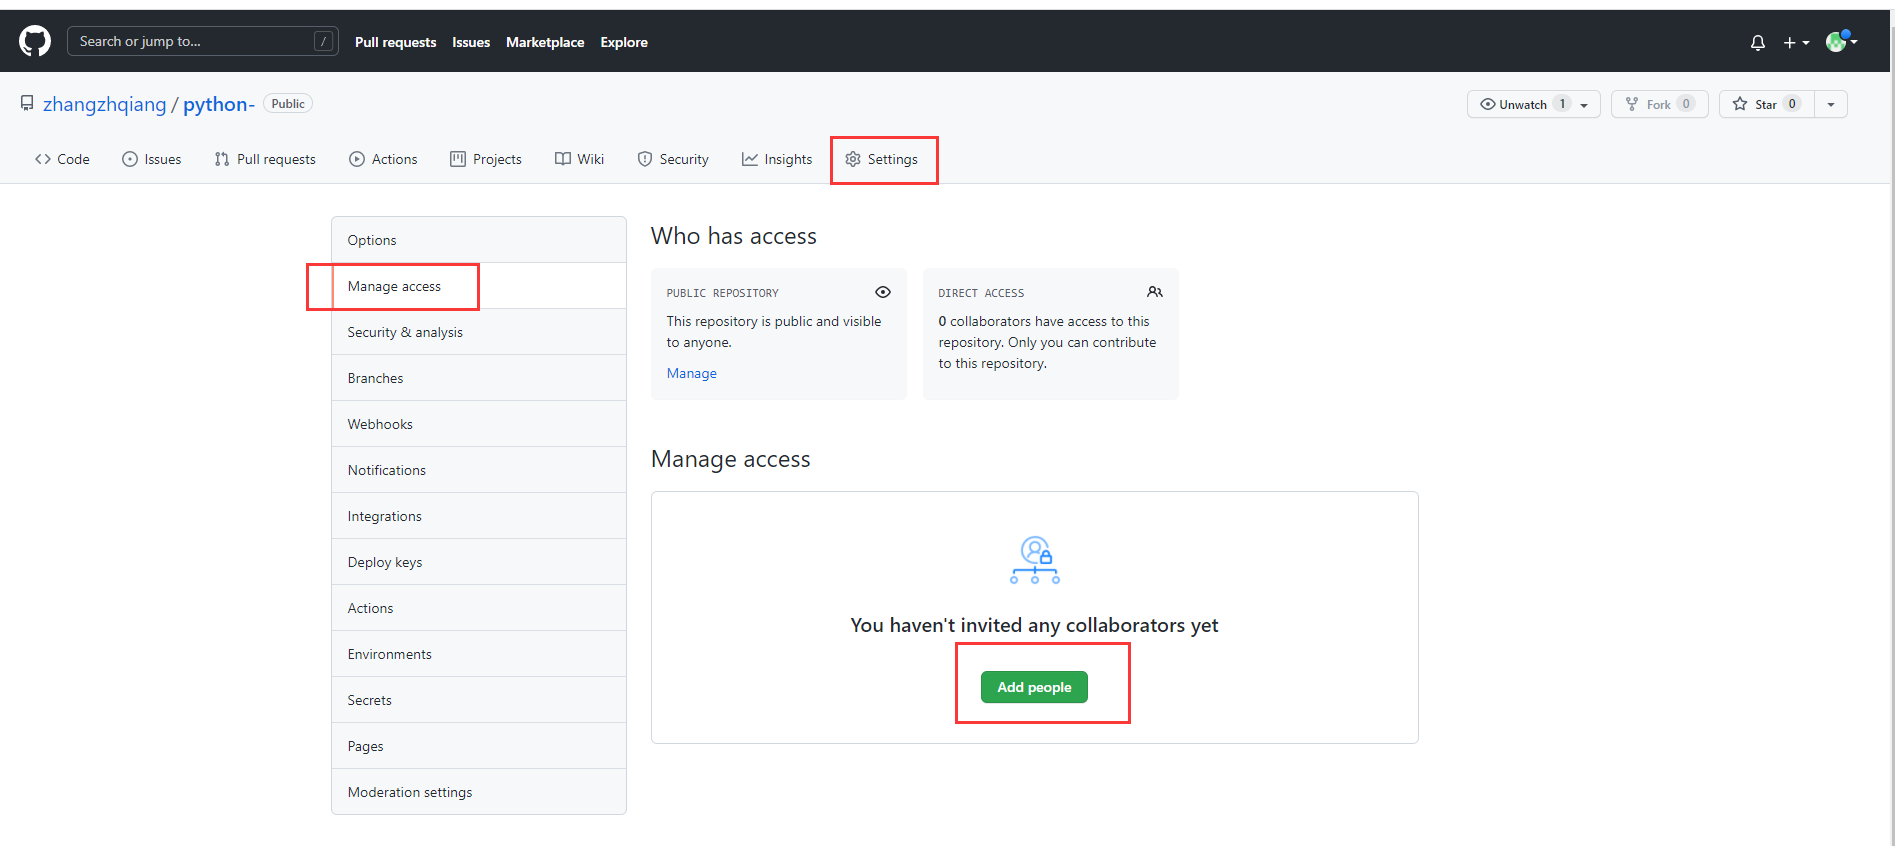 Search or jump to... /
Pull requests Issues Marketplace Explore
zhangzhqiang / python- Public
Unwatch 1 Fork 0 Star 0
Code Issues Pull requests Actions Projects Wiki Security Insights Settings
Options
Manage access
Security & analysis
Branches
Webhooks
Notifications
Integrations
Deploy keys
Actions
Environments
Secrets
Pages
Moderation settings
Who has access
PUBLIC REPOSITORY
This repository is public and visible
to anyone.
Manage
DIRECT ACCESS
0 collaborators have access to this
repository. Only you can contribute
to this repository.
Manage access
You haven't invited any collaborators yet
Add people